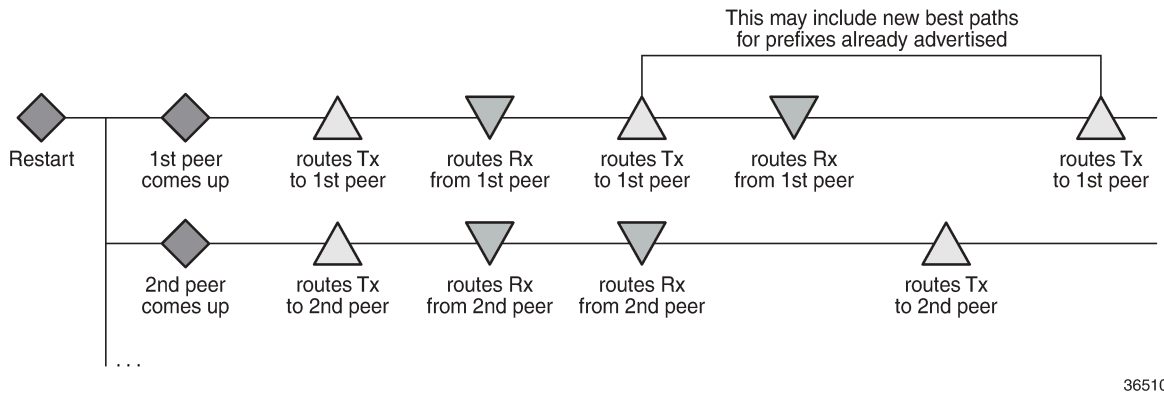 This may include new best paths
for prefixes already advertised
Restart
1st peer
comes up
routes Tx
to 1st peer
routes Rx
from 1st peer
routes Tx
to 1st peer
routes Rx
from 1st peer
routes Tx
to 1st peer
2nd peer
comes up
routes Tx
to 2nd peer
routes Rx
from 2nd peer
routes Rx
from 2nd peer
routes Tx
to 2nd peer
...
36510